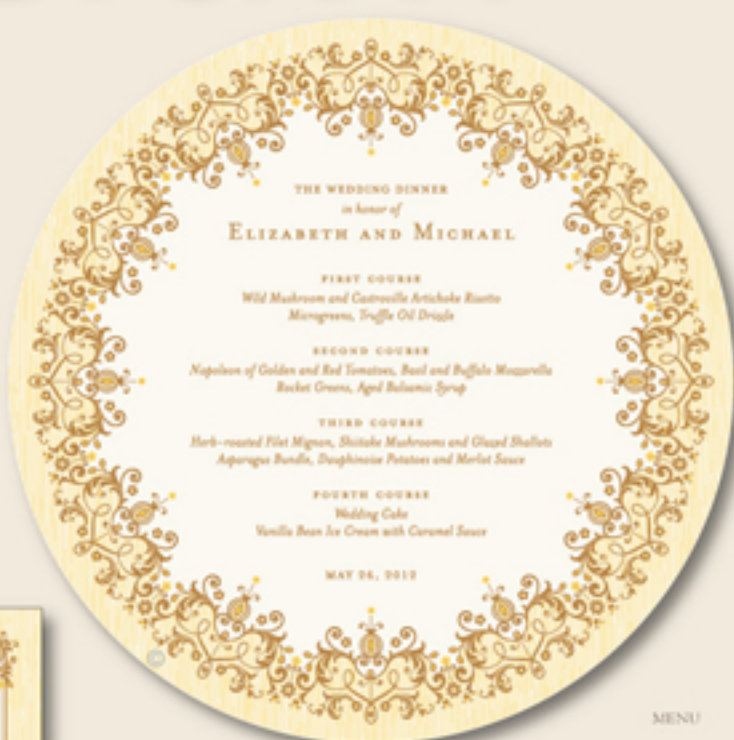 THE WEDDING DINNER
in honor of
ELIZABETH AND MICHAEL
FIRST COURSE
Wild Mushroom and Castroville Artichoke Risotto
Microgreens, Truffle Oil Drizzle
SECOND COURSE
Napoleon of Golden and Red Tomatoes, Basil and Buffalo Mozzarella
Rocket Greens, Aged Balsamic Syrup
THIRD COURSE
Herb-roasted Filet Mignon, Shiitake Mushrooms and Glazed Shallots
Asparagus Bundle, Dauphinoise Potatoes and Merlot Sauce
FOURTH COURSE
Wedding Cake
Vanilla Bean Ice Cream with Caramel Sauce
MAY 26, 2012
©
MENU